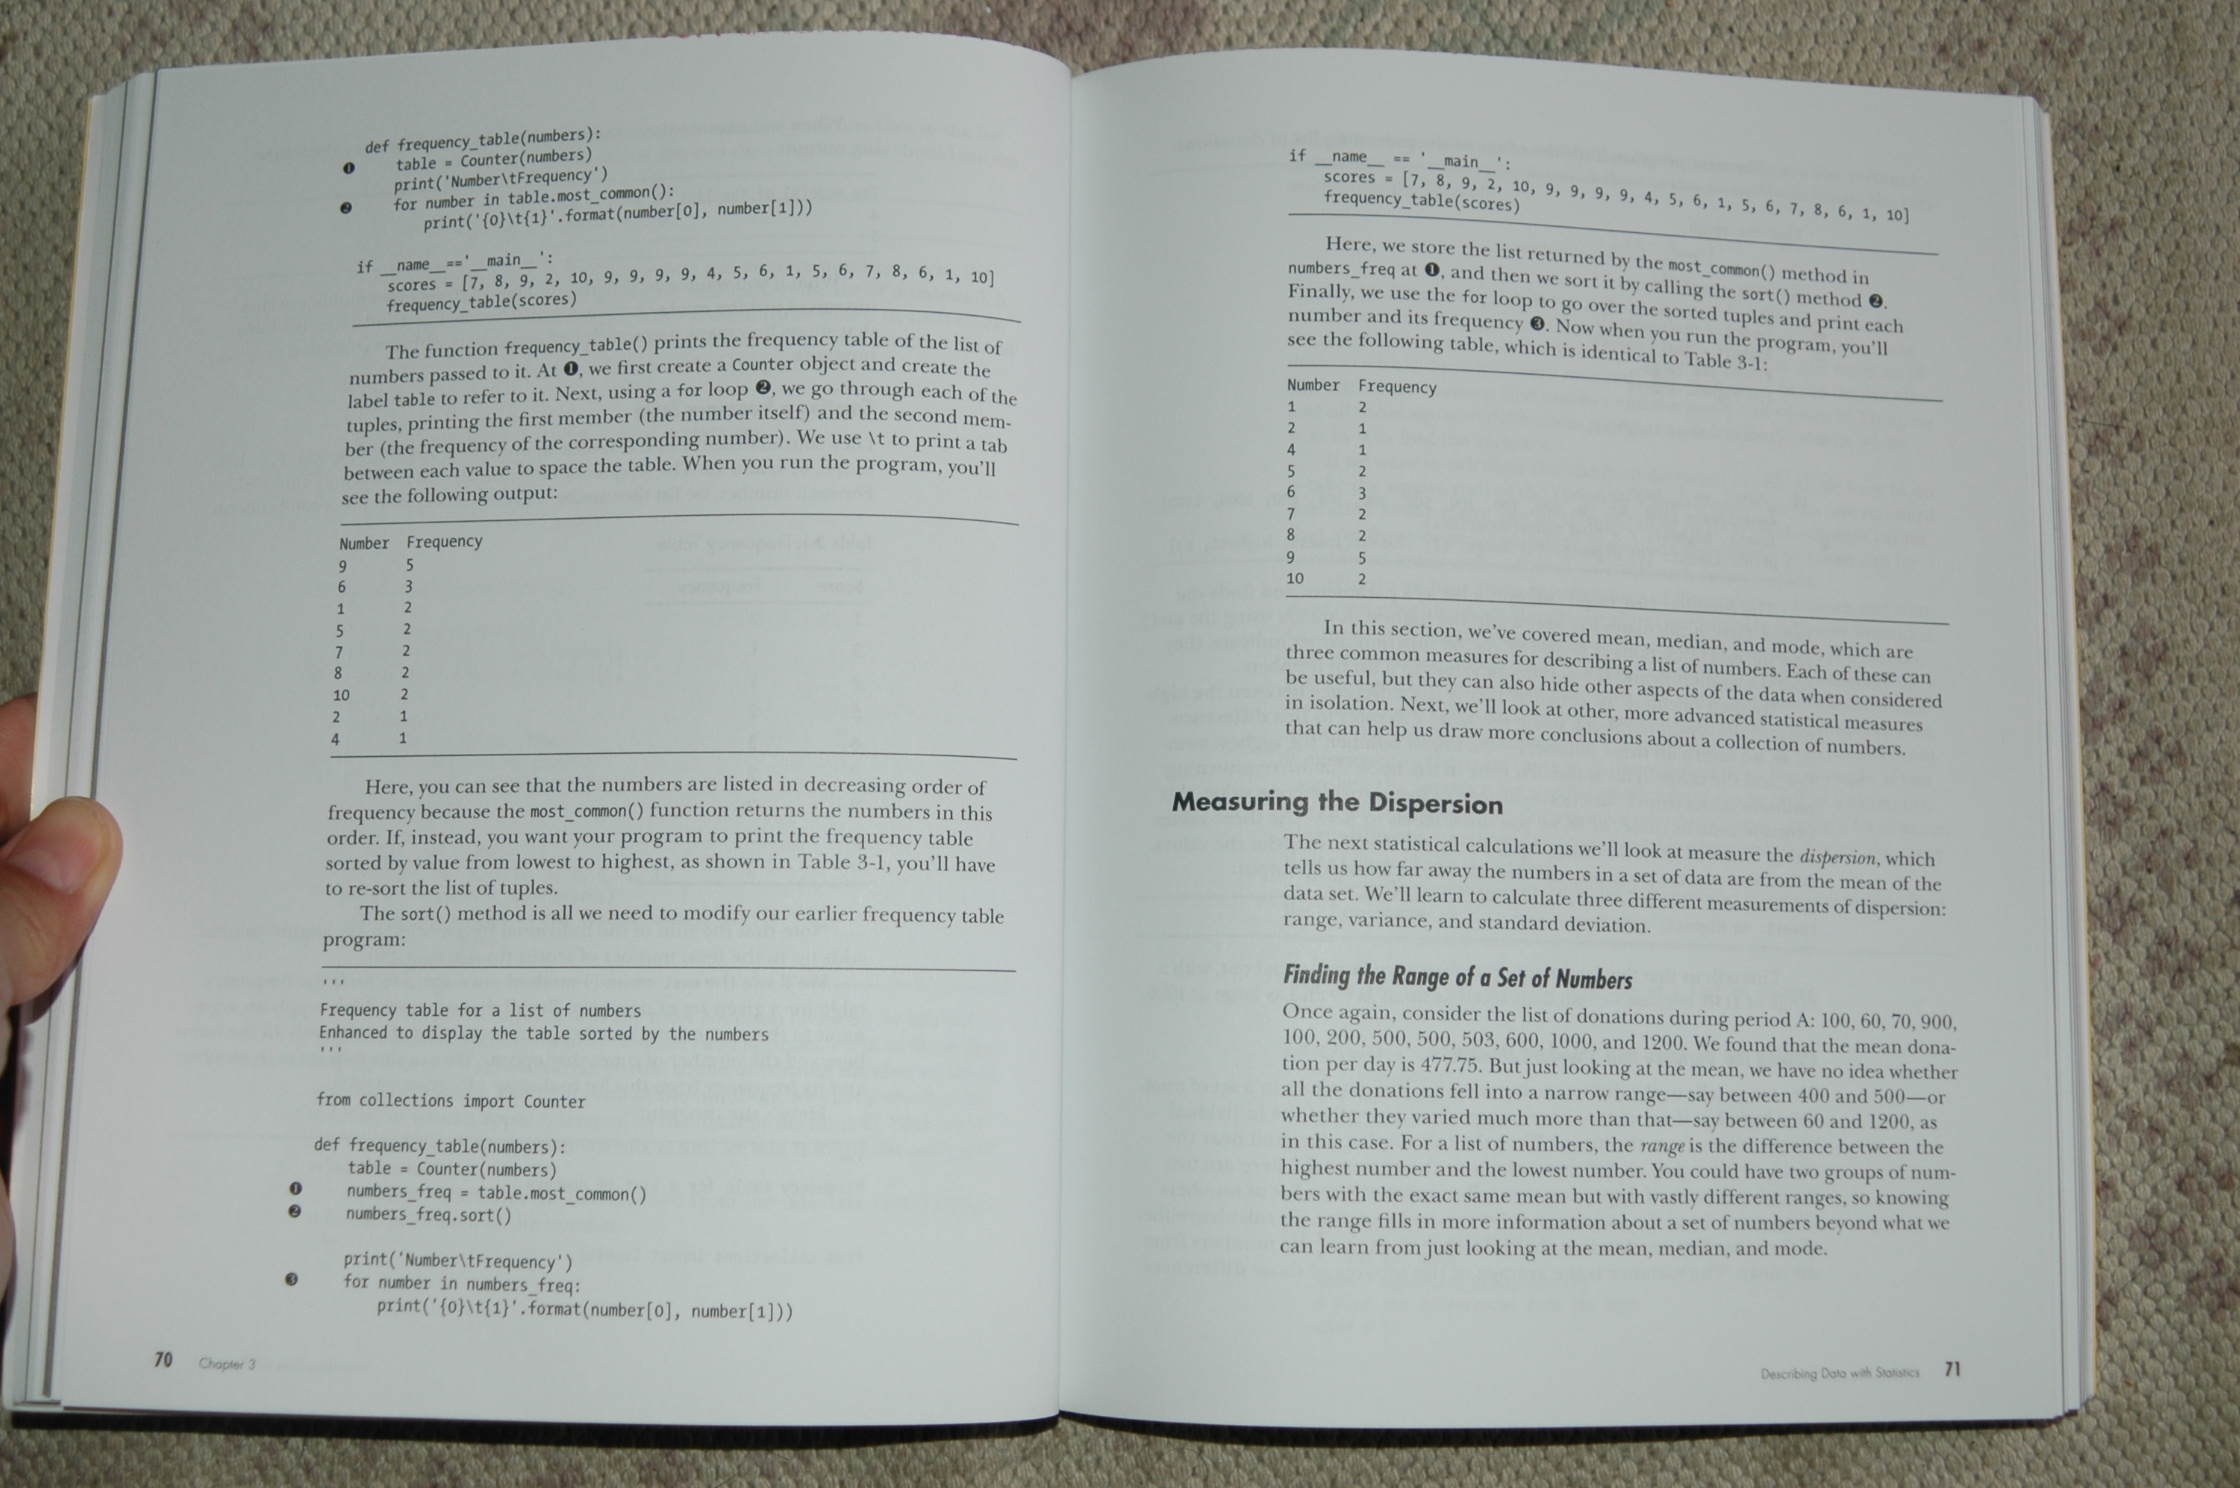 def frequency_table(numbers):
❶ table = Counter(numbers)
print('Number\tFrequency')
❷ for number in table.most_common():
print('{0}\t{1}'.format(number[0], number[1]))
if __name__=='__main__':
scores = [7, 8, 9, 2, 10, 9, 9, 9, 9, 4, 5, 6, 1, 5, 6, 7, 8, 6, 1, 10]
frequency_table(scores)
The function frequency_table() prints the frequency table of the list of
numbers passed to it. At ❶, we first create a Counter object and create the
label table to refer to it. Next, using a for loop ❷, we go through each of the
tuples, printing the first member (the number itself) and the second mem-
ber (the frequency of the corresponding number). We use \t to print a tab
between each value to space the table. When you run the program, you'll
see the following output:
Number Frequency
9 5
6 3
1 2
5 2
7 2
8 2
10 2
2 1
4 1
Here, you can see that the numbers are listed in decreasing order of
frequency because the most_common() function returns the numbers in this
order. If, instead, you want your program to print the frequency table
sorted by value from lowest to highest, as shown in Table 3-1, you'll have
to re-sort the list of tuples.
The sort() method is all we need to modify our earlier frequency table
program:
'''
Frequency table for a list of numbers
Enhanced to display the table sorted by the numbers
'''
from collections import Counter
def frequency_table(numbers):
table = Counter(numbers)
❶ numbers_freq = table.most_common()
❷ numbers_freq.sort()
print('Number\tFrequency')
❸ for number in numbers_freq:
print('{0}\t{1}'.format(number[0], number[1]))
70 Chapter 3
if __name__ == '__main__':
scores = [7, 8, 9, 2, 10, 9, 9, 9, 9, 4, 5, 6, 1, 5, 6, 7, 8, 6, 1, 10]
frequency_table(scores)
Here, we store the list returned by the most_common() method in
numbers_freq at ❶, and then we sort it by calling the sort() method ❷.
Finally, we use the for loop to go over the sorted tuples and print each
number and its frequency ❸. Now when you run the program, you'll
see the following table, which is identical to Table 3-1:
Number Frequency
1 2
2 1
4 1
5 2
6 3
7 2
8 2
9 5
10 2
In this section, we've covered mean, median, and mode, which are
three common measures for describing a list of numbers. Each of these can
be useful, but they can also hide other aspects of the data when considered
in isolation. Next, we'll look at other, more advanced statistical measures
that can help us draw more conclusions about a collection of numbers.
Measuring the Dispersion
The next statistical calculations we'll look at measure the dispersion, which
tells us how far away the numbers in a set of data are from the mean of the
data set. We'll learn to calculate three different measurements of dispersion:
range, variance, and standard deviation.
Finding the Range of a Set of Numbers
Once again, consider the list of donations during period A: 100, 60, 70, 900,
100, 200, 500, 500, 503, 600, 1000, and 1200. We found that the mean dona-
tion per day is 477.75. But just looking at the mean, we have no idea whether
all the donations fell into a narrow range—say between 400 and 500—or
whether they varied much more than that—say between 60 and 1200, as
in this case. For a list of numbers, the range is the difference between the
highest number and the lowest number. You could have two groups of num-
bers with the exact same mean but with vastly different ranges, so knowing
the range fills in more information about a set of numbers beyond what we
can learn from just looking at the mean, median, and mode.
Describing Data with Statistics 71